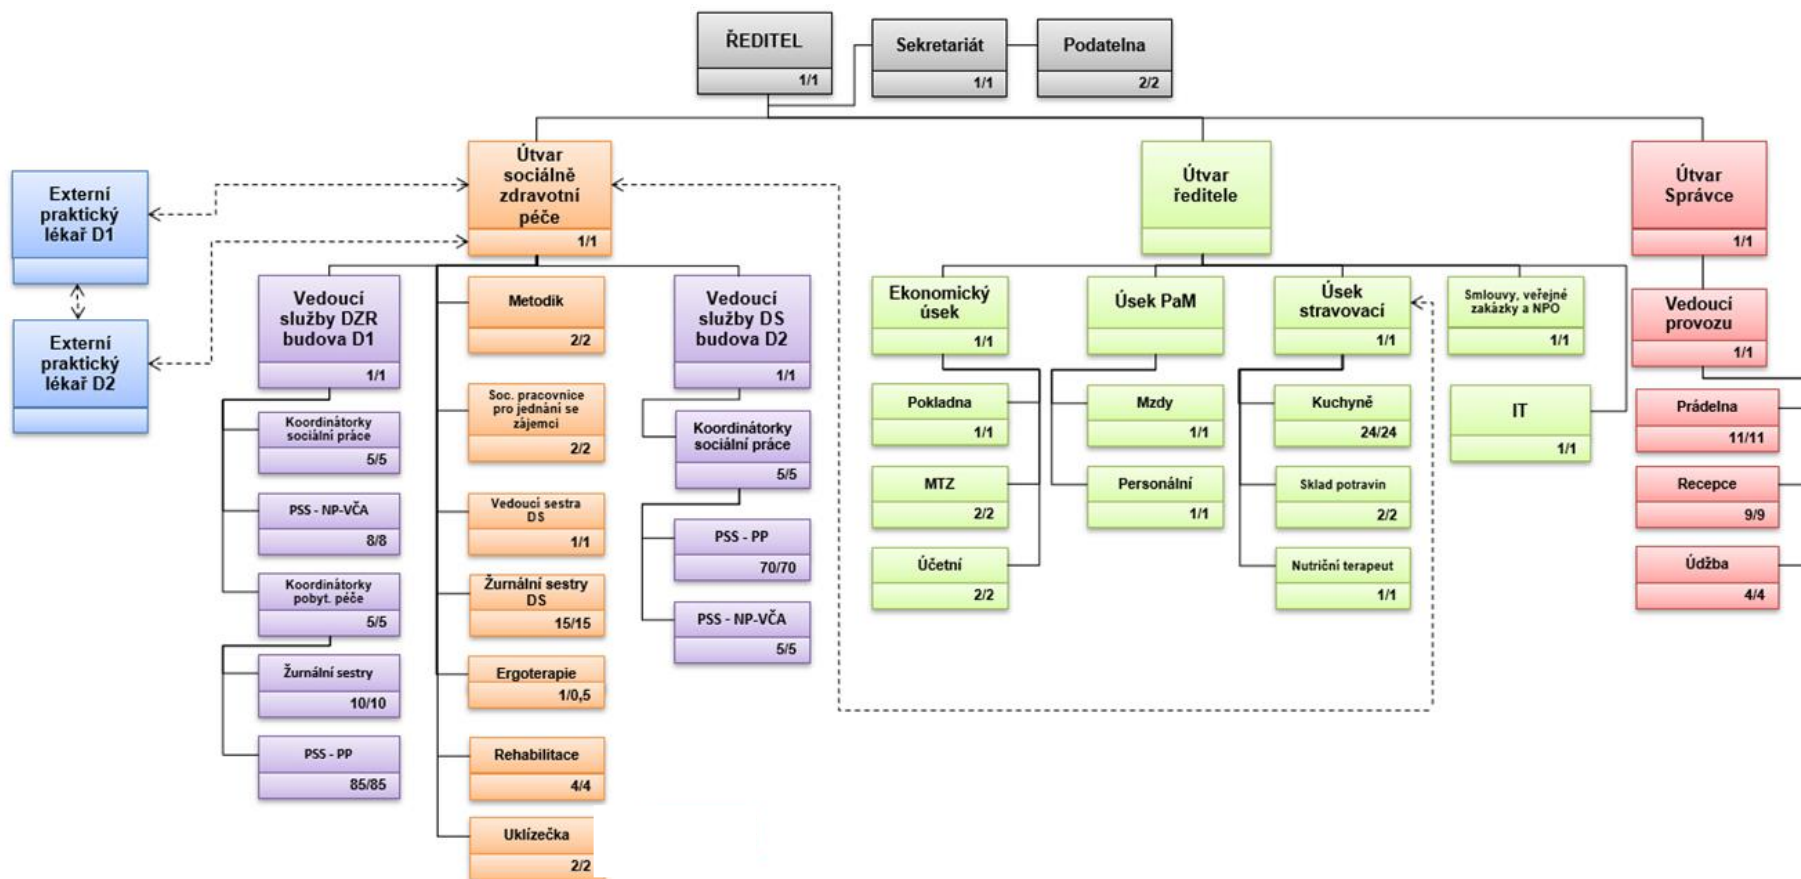 ŘEDITEL
1/1
Sekretariát
1/1
Podatelna
2/2
Externí
praktický
lékař D1
Externí
praktický
lékař D2
Útvar
sociálně
zdravotní
péče
1/1
Vedoucí
služby DZR
budova D1
1/1
Koordinátorky
sociální práce
5/5
PSS - NP-VČA
8/8
Koordinátorky
pobyt. péče
5/5
Žurnální sestry
10/10
PSS - PP
85/85
Metodik
2/2
Soc. pracovnice
pro jednání se
zájemci
2/2
Vedoucí sestra
DS
1/1
Žurnální sestry
DS
15/15
Ergoterapie
1/0,5
Rehabilitace
4/4
Uklízečka
2/2
Vedoucí
služby DS
budova D2
1/1
Koordinátorky
sociální práce
5/5
PSS - PP
70/70
PSS - NP-VČA
5/5
Útvar
ředitele
Ekonomický
úsek
1/1
Pokladna
1/1
MTZ
2/2
Účetní
2/2
Úsek PaM
Mzdy
1/1
Personální
1/1
Úsek
stravovací
1/1
Kuchyně
24/24
Sklad potravin
2/2
Nutriční terapeut
1/1
Smlouvy, veřejné
zakázky a NPO
1/1
IT
1/1
Útvar
Správce
1/1
Vedoucí
provozu
1/1
Prádelna
11/11
Recepce
9/9
Údžba
4/4